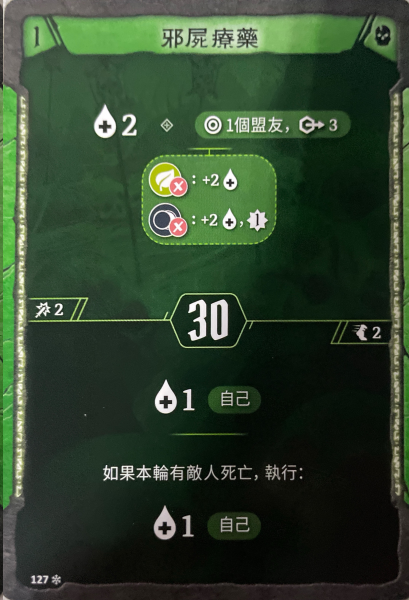 1 邪屍療藥
2 1個盟友, 3
: +2
: +2 , 1
2
30
2
1 自己
如果本輪有敵人死亡, 執行:
1 自己
127